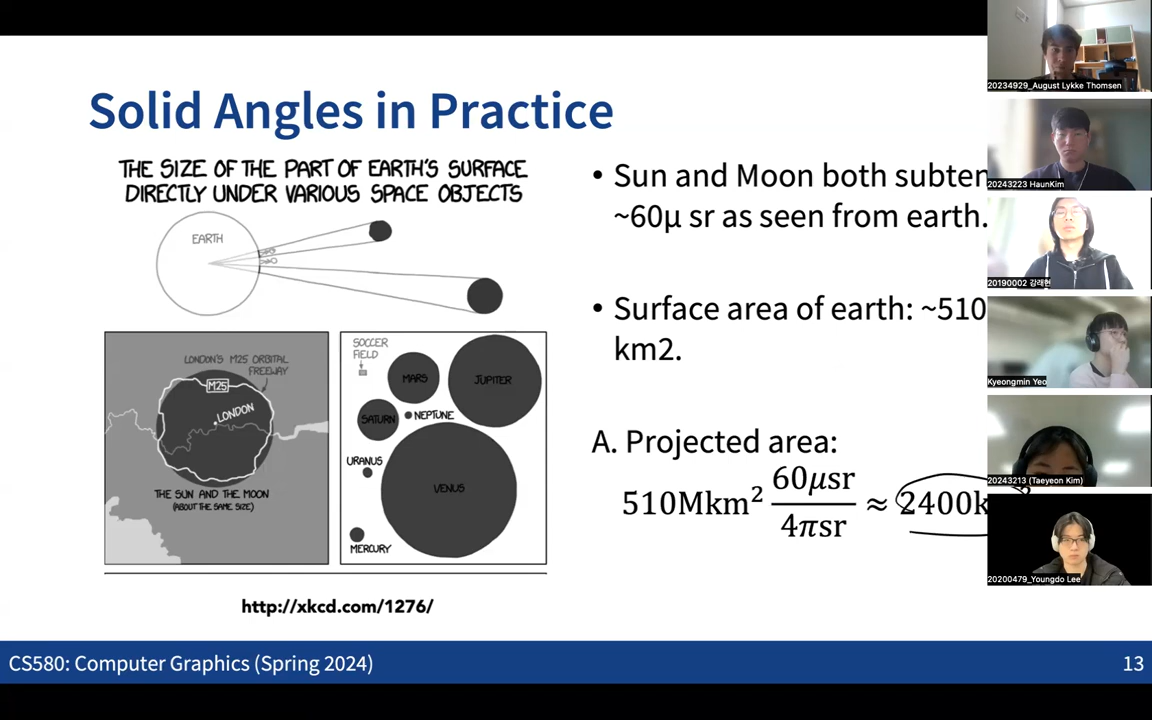 Solid Angles in Practice
THE SIZE OF THE PART OF EARTH'S SURFACE
DIRECTLY UNDER VARIOUS SPACE OBJECTS
EARTH
LONDON'S M25 ORBITAL
FREEWAY
M25
LONDON
THE SUN AND THE MOON
(ABOUT THE SAME SIZE)
SOCCER
FIELD
MARS
JUPITER
SATURN
NEPTUNE
URANUS
VENUS
MERCURY
http://xkcd.com/1276/
• Sun and Moon both subten
~60μ sr as seen from earth.
• Surface area of earth: ~510
km2.
A. Projected area:
510Mkm² 60μsr/4πsr ≈ 2400k
20234929_August Lykke Thomsen
20243223 HaunKim
20190002 강래현
Kyeongmin Yeo
20243213 (Taeyeon Kim)
20200479_Youngdo Lee
CS580: Computer Graphics (Spring 2024)
13